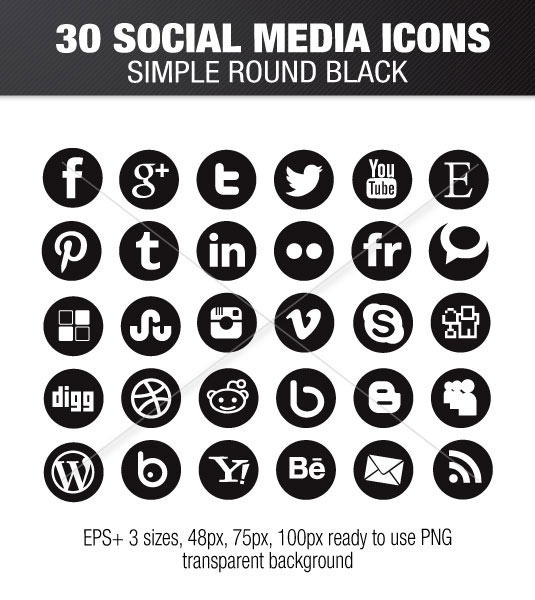 30 SOCIAL MEDIA ICONS
SIMPLE ROUND BLACK
f g+ t You Tube E
P t in fr
digg B
W b Y! Bē
EPS+ 3 sizes, 48px, 75px, 100px ready to use PNG
transparent background